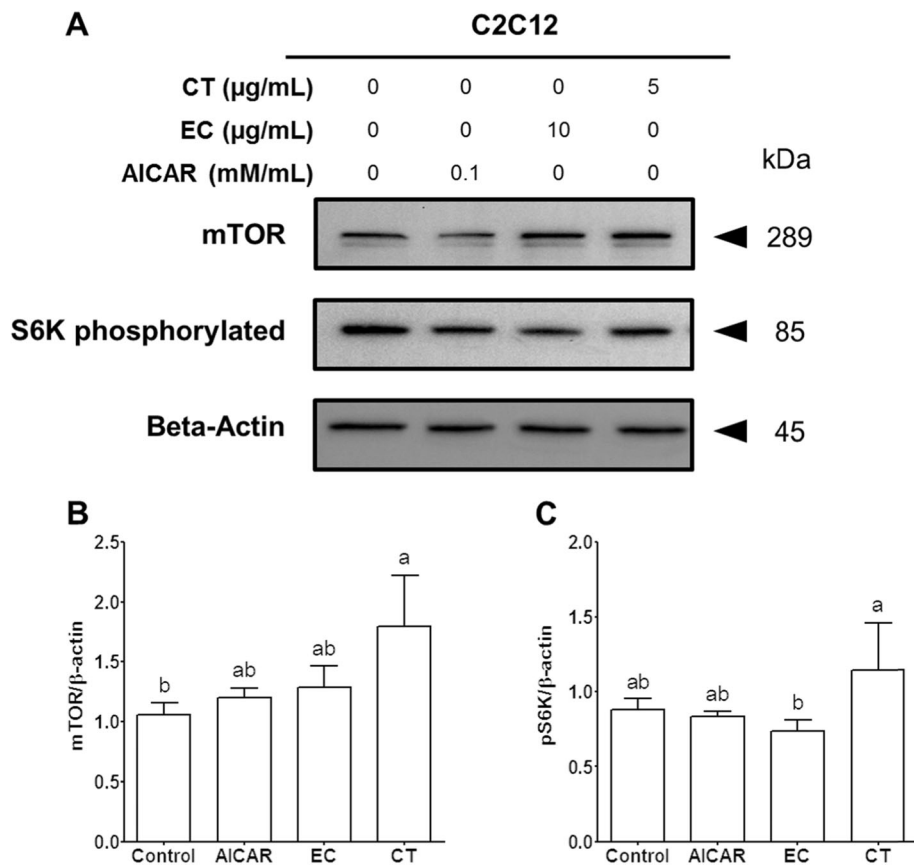 A
C2C12
CT (µg/mL) 0 0 0 5
EC (µg/mL) 0 0 10 0
AICAR (mM/mL) 0 0.1 0 0
kDa
mTOR 289
S6K phosphorylated 85
Beta-Actin 45
B
mTOR/β-actin
2.5
2.0
1.5
1.0
0.5
0.0
b ab ab a
Control AICAR EC CT
C
pS6K/β-actin
2.0
1.5
1.0
0.5
0.0
ab ab b a
Control AICAR EC CT